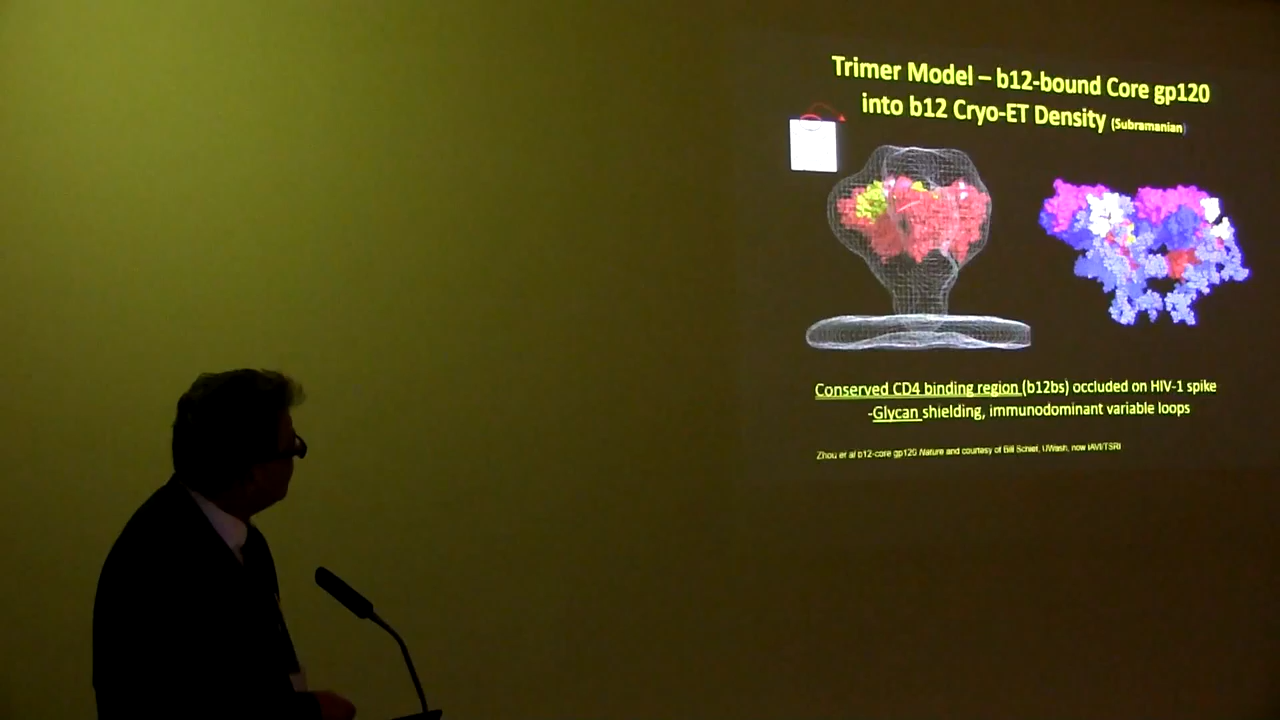 Trimer Model – b12-bound Core gp120
into b12 Cryo-ET Density (Subramanian)
Conserved CD4 binding region (b12bs) occluded on HIV-1 spike
-Glycan shielding, immunodominant variable loops
Zhou et al b12-core gp120 Nature and courtesy of Bill Schief, UWash, now IAVI/TSRI